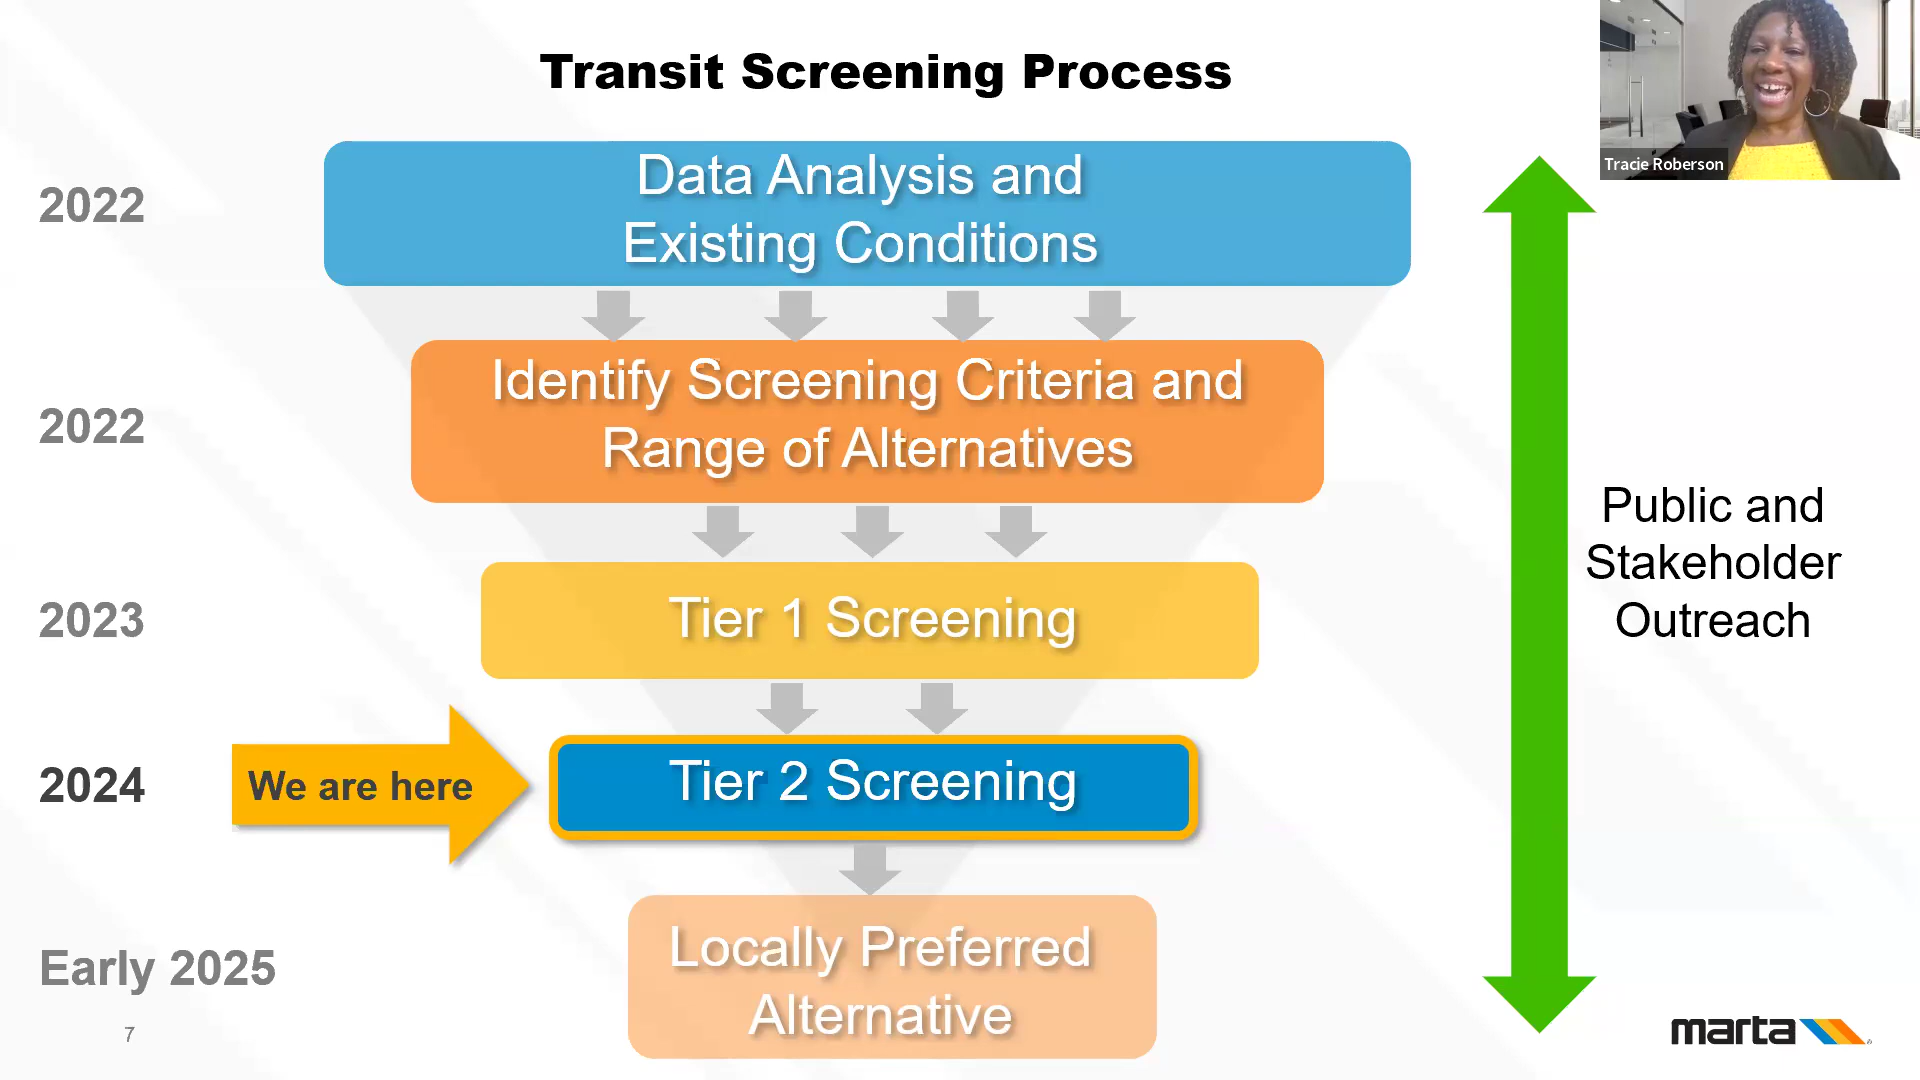 Transit Screening Process
Tracie Roberson
2022
Data Analysis and
Existing Conditions
2022
Identify Screening Criteria and
Range of Alternatives
2023
Tier 1 Screening
2024
We are here
Tier 2 Screening
Early 2025
Locally Preferred
Alternative
Public and
Stakeholder
Outreach
7
marta